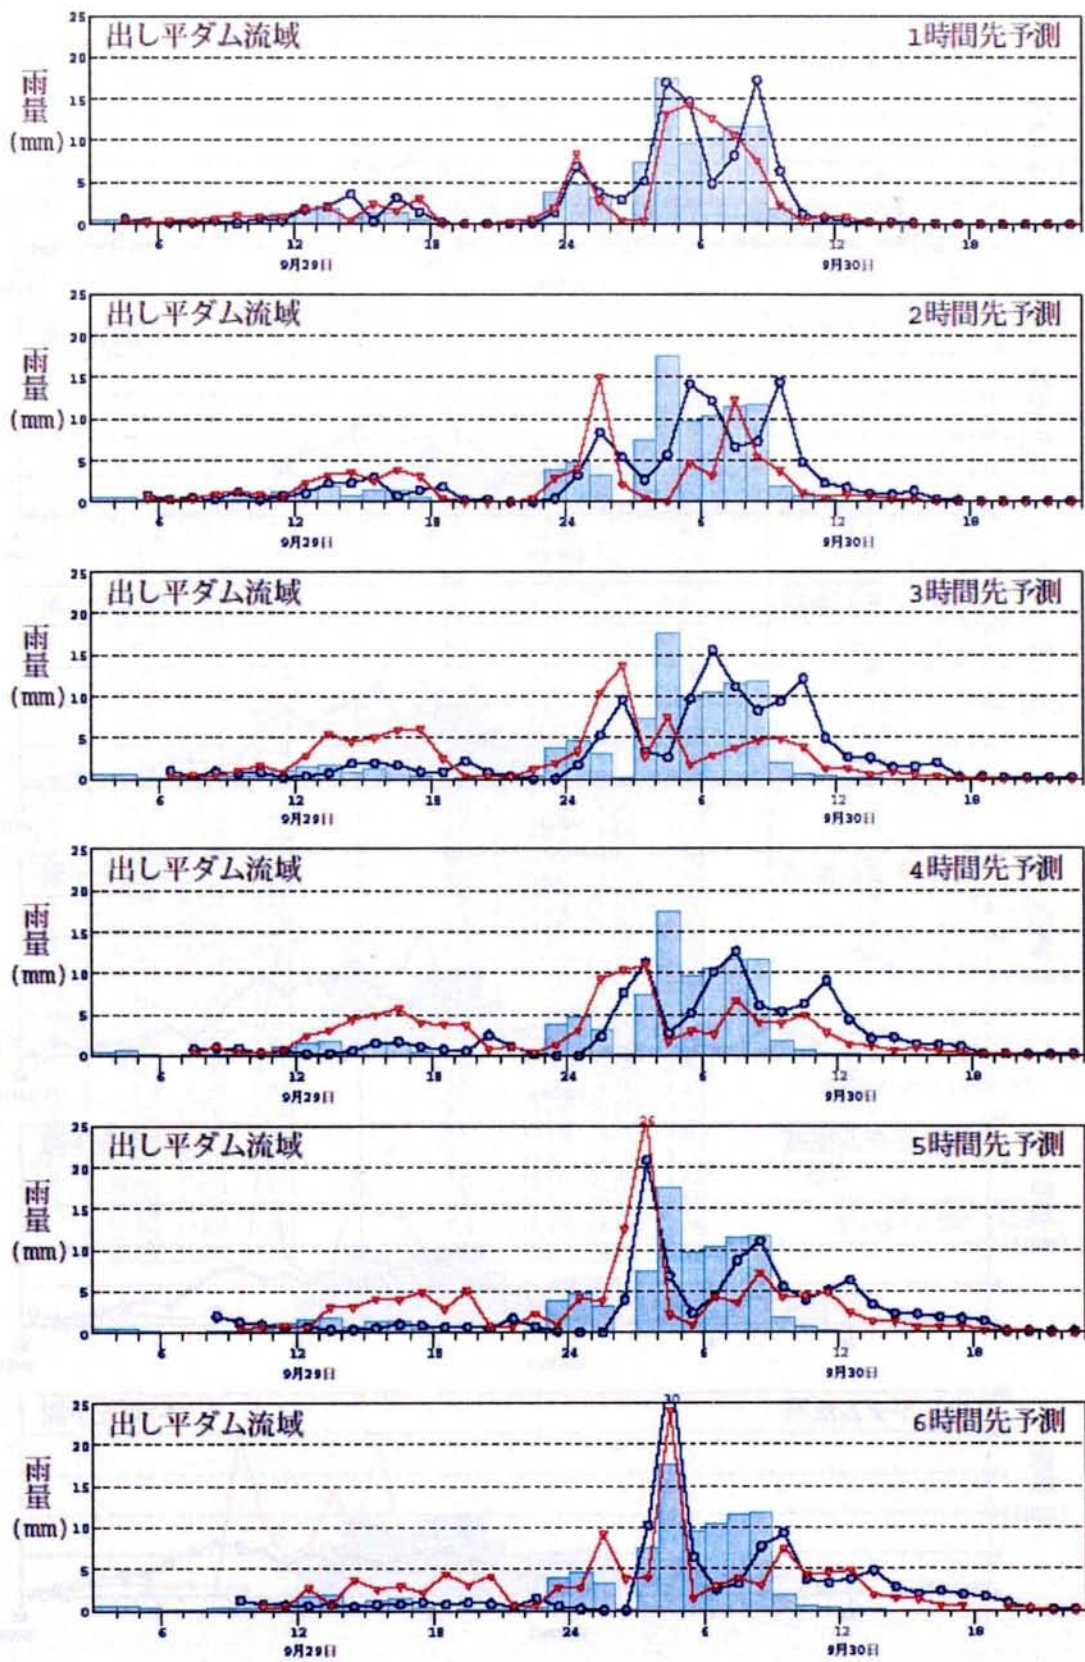 25
出し平ダム流域 1時間先予測
20
雨量
15
(mm) 10
5
0
6 12 18 24 6 12 18
9月29日 9月30日
25
出し平ダム流域 2時間先予測
20
雨量
15
(mm) 10
5
0
6 12 18 24 6 12 18
9月29日 9月30日
25
出し平ダム流域 3時間先予測
20
雨量
15
(mm) 10
5
0
6 12 18 24 6 12 18
9月29日 9月30日
25
出し平ダム流域 4時間先予測
20
雨量
15
(mm) 10
5
0
6 12 18 24 6 12 18
9月29日 9月30日
26
25
出し平ダム流域 5時間先予測
20
雨量
15
(mm) 10
5
0
6 12 18 24 6 12 18
9月29日 9月30日
30
25
出し平ダム流域 6時間先予測
20
雨量
15
(mm) 10
5
0
6 12 18 24 6 12 18
9月29日 9月30日